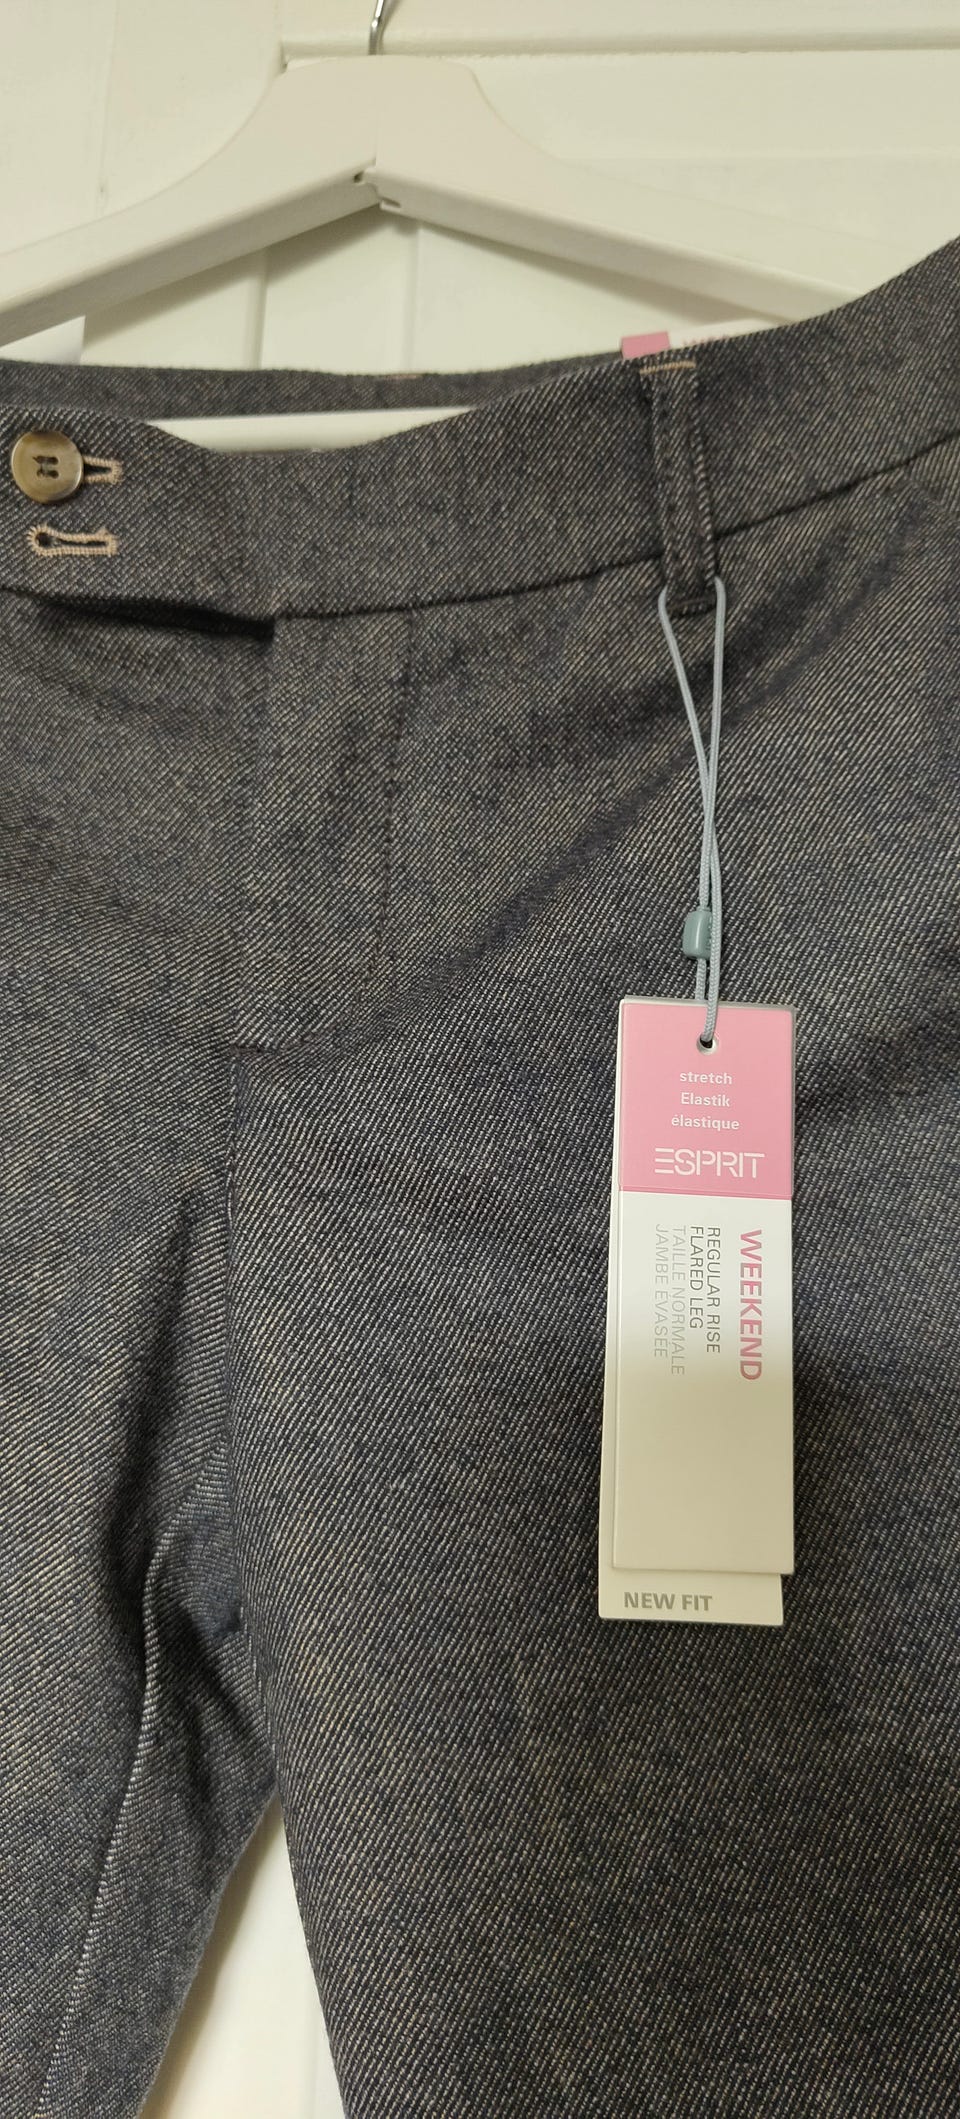 stretch
Elastik
élastique
ESPRIT
WEEKEND
REGULAR RISE
FLARED LEG
TAILLE NORMALE
JAMBE ÉVASÉE
NEW FIT